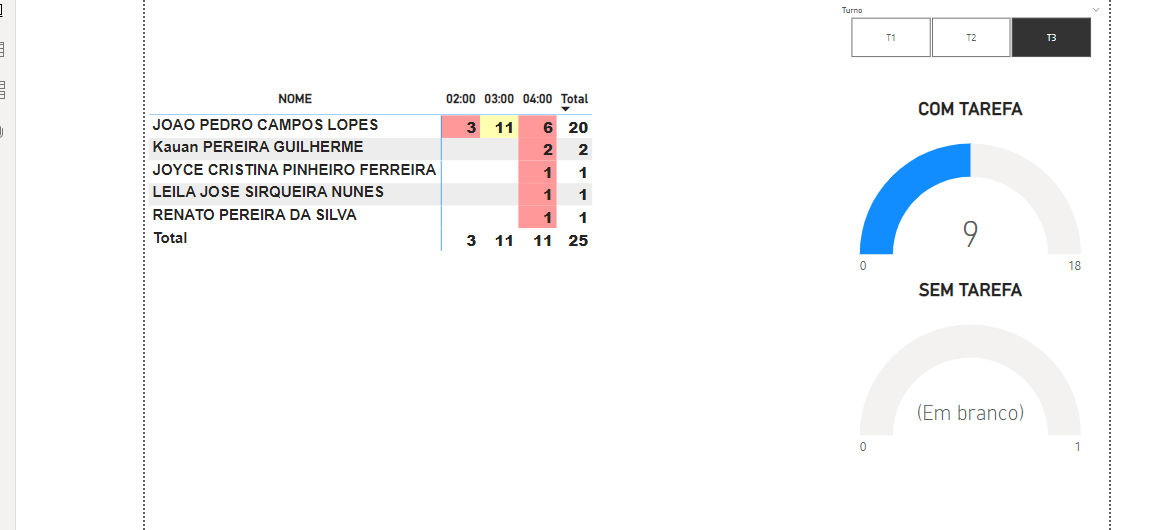 Turno
T1 T2 T3
NOME 02:00 03:00 04:00 Total
JOAO PEDRO CAMPOS LOPES 3 11 6 20
Kauan PEREIRA GUILHERME 2 2
JOYCE CRISTINA PINHEIRO FERREIRA 1 1
LEILA JOSE SIRQUEIRA NUNES 1 1
RENATO PEREIRA DA SILVA 1 1
Total 3 11 11 25
COM TAREFA
9
0 18
SEM TAREFA
(Em branco)
0 1